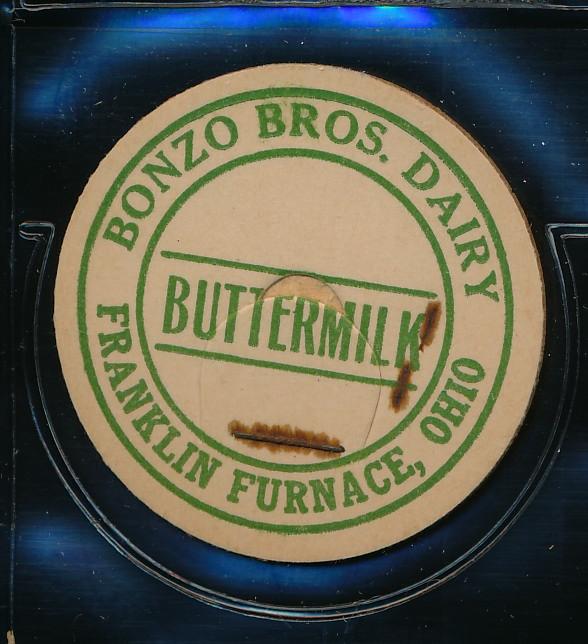 BONZO BROS. DAIRY
BUTTERMILK
FRANKLIN FURNACE, OHIO